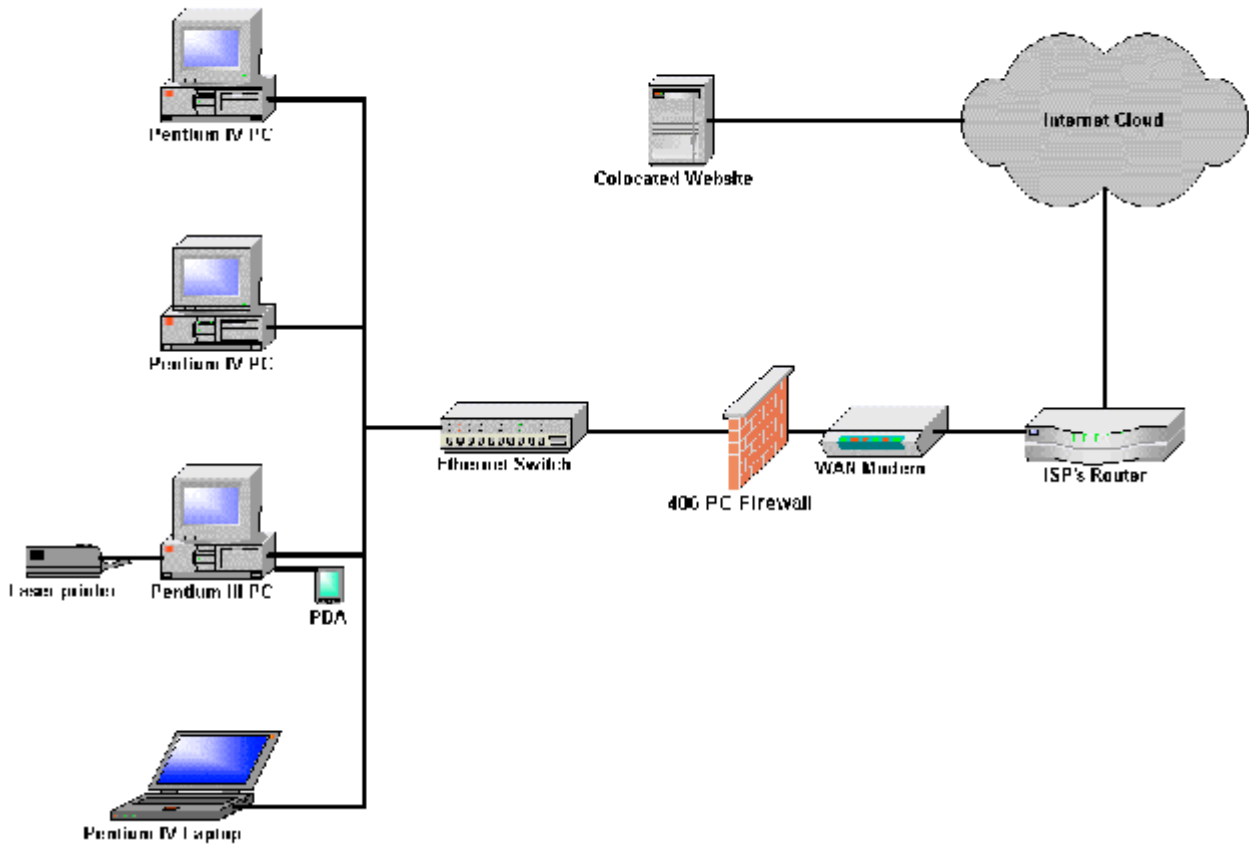 Pentium IV PC
Colocated Website
Internet Cloud
Pentium IV PC
Ethernet Switch
406 PC Firewall
WAN Modem
ISP's Router
Laser printer
Pentium III PC
PDA
Pentium IV Laptop